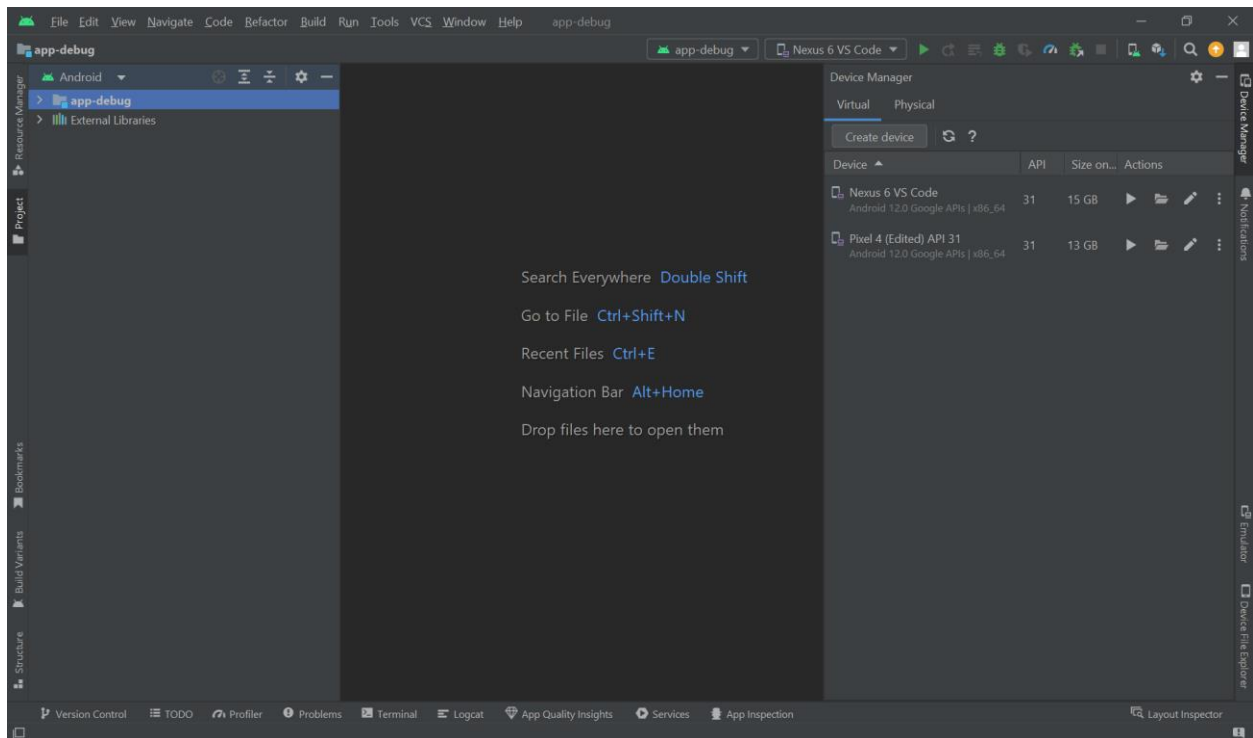 File Edit View Navigate Code Refactor Build Run Tools VCS Window Help app-debug
app-debug
app-debug
Nexus 6 VS Code
Resource Manager
Project
Bookmarks
Build Variants
Structure
Android
app-debug
External Libraries
Search Everywhere Double Shift
Go to File Ctrl+Shift+N
Recent Files Ctrl+E
Navigation Bar Alt+Home
Drop files here to open them
Device Manager
Virtual Physical
Create device ?
Device API Size on... Actions
Nexus 6 VS Code 31 15 GB
Android 12.0 Google APIs | x86_64
Pixel 4 (Edited) API 31 31 13 GB
Android 12.0 Google APIs | x86_64
Device Manager
Notifications
Emulator
Device File Explorer
Version Control TODO Profiler Problems Terminal Logcat App Quality Insights Services App Inspection Layout Inspector